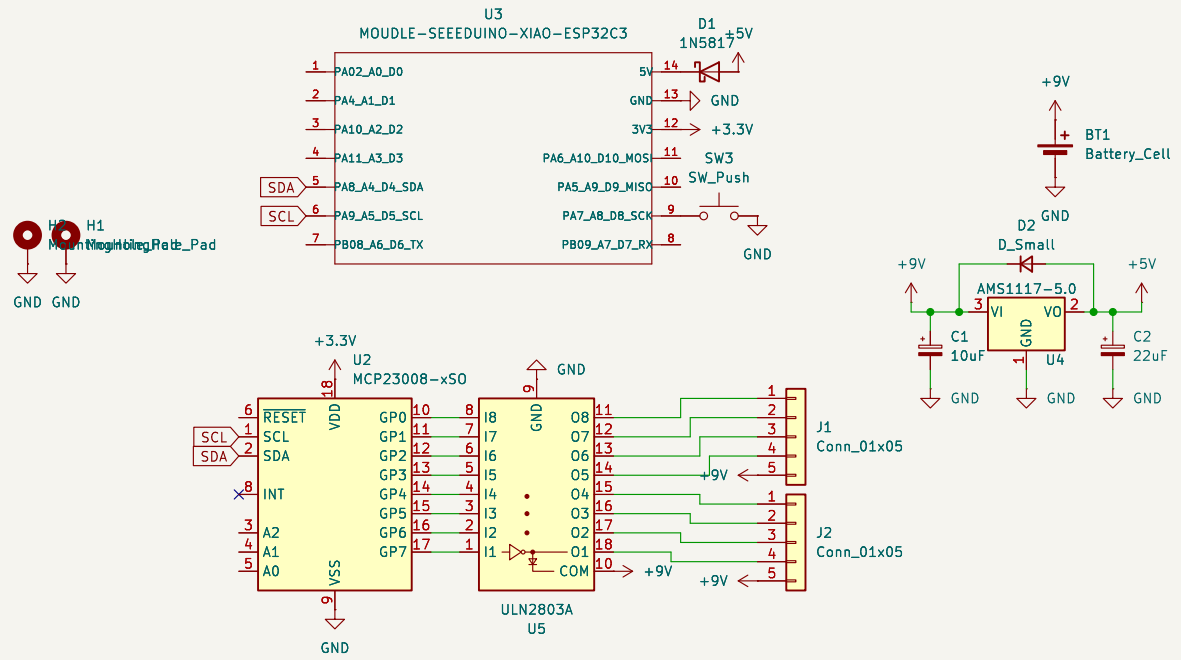 U3
MOUDLE-SEEEDUINO-XIAO-ESP32C3
D1
1N5817
+5V
1 PA02_A0_D0
2 PA4_A1_D1
3 PA10_A2_D2
4 PA11_A3_D3
SDA 5 PA8_A4_D4_SDA
SCL 6 PA9_A5_D5_SCL
7 PB08_A6_D6_TX
5V 14
GND 13 GND
3V3 12 +3.3V
PA6_A10_D10_MOSI 11
PA5_A9_D9_MISO 10
PA7_A8_D8_SCK 9
PB09_A7_D7_RX 8
SW3
SW_Push
GND
+9V
BT1
Battery_Cell
GND
H2
MountingHole_Pad
GND
H1
MountingHole_Pad
GND
D2
D_Small
+9V
+5V
AMS1117-5.0
3 VI
VO 2
GND
1
U4
C1
10uF
C2
22uF
GND
GND
GND
+3.3V
U2
MCP23008-xSO
18
VDD
6 RESET
SCL 1 SCL
SDA 2 SDA
8 INT
3 A2
4 A1
5 A0
GP0 10
GP1 11
GP2 12
GP3 13
GP4 14
GP5 15
GP6 16
GP7 17
VSS
9
GND
GND
9
GND
8 I8
7 I7
6 I6
5 I5
4 I4
3 I3
2 I2
1 I1
O8 11
O7 12
O6 13
O5 14
O4 15
O3 16
O2 17
O1 18
COM 10 +9V
ULN2803A
U5
1
2
3
4
+9V 5
J1
Conn_01x05
1
2
3
4
+9V 5
J2
Conn_01x05